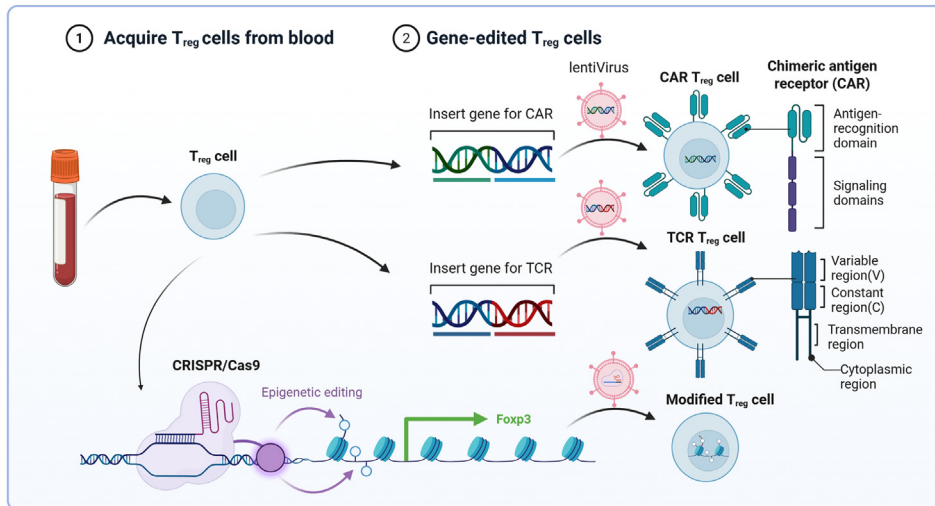 1 Acquire Treg cells from blood
2 Gene-edited Treg cells
lentiVirus
CAR Treg cell
Chimeric antigen
receptor (CAR)
Insert gene for CAR
Antigen-
recognition
domain
Treg cell
Signaling
domains
TCR Treg cell
Insert gene for TCR
Variable
region(V)
Constant
region(C)
Transmembrane
region
Cytoplasmic
region
CRISPR/Cas9
Epigenetic editing
Foxp3
Modified Treg cell